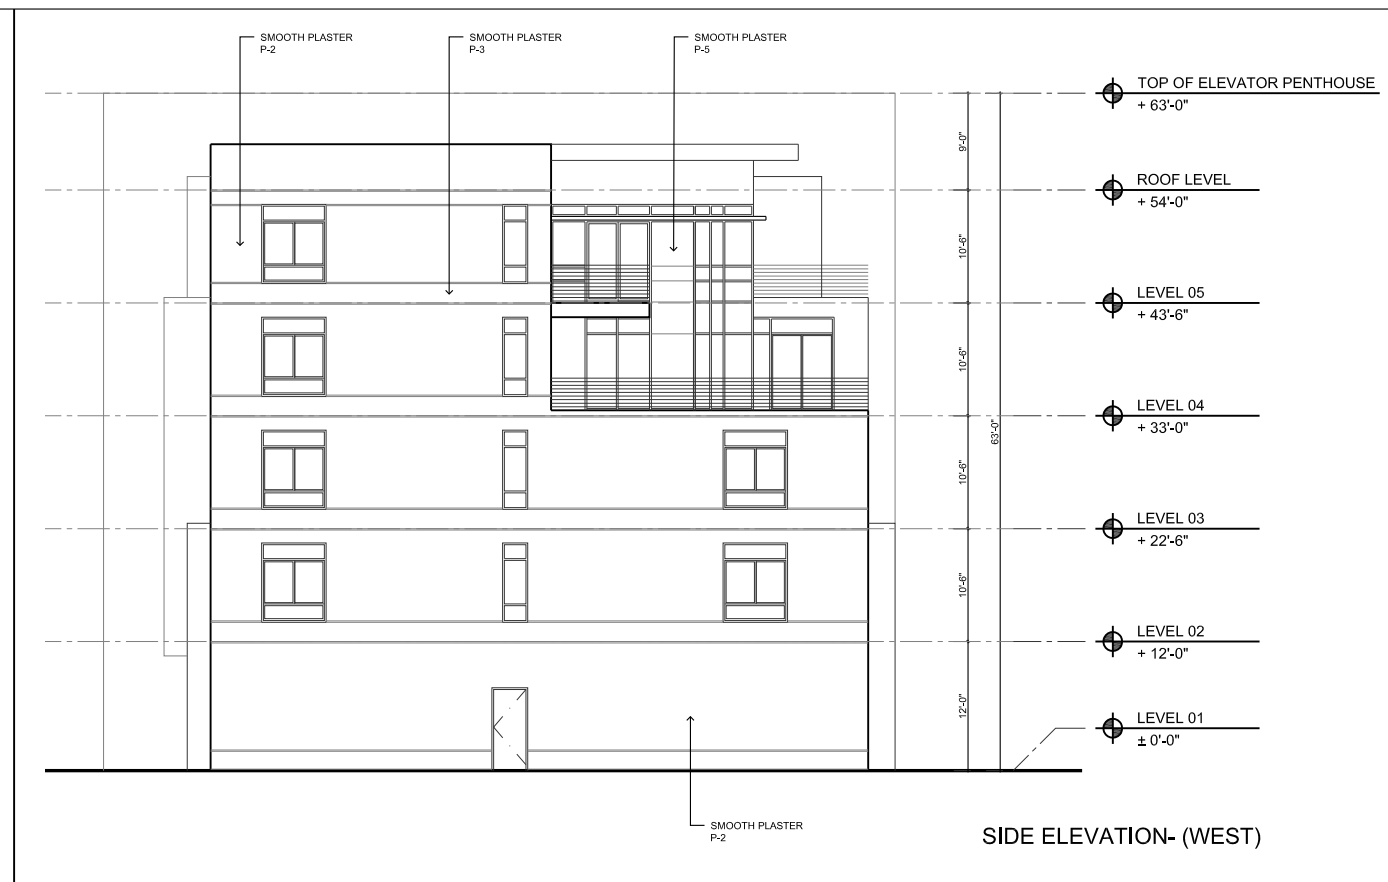 SMOOTH PLASTER
P-2
SMOOTH PLASTER
P-3
SMOOTH PLASTER
P-5
TOP OF ELEVATOR PENTHOUSE
+ 63'-0"
9'-0"
ROOF LEVEL
+ 54'-0"
10'-6"
LEVEL 05
+ 43'-6"
10'-6"
LEVEL 04
+ 33'-0"
63'-0"
10'-6"
LEVEL 03
+ 22'-6"
10'-6"
LEVEL 02
+ 12'-0"
12'-0"
LEVEL 01
± 0'-0"
SMOOTH PLASTER
P-2
SIDE ELEVATION- (WEST)